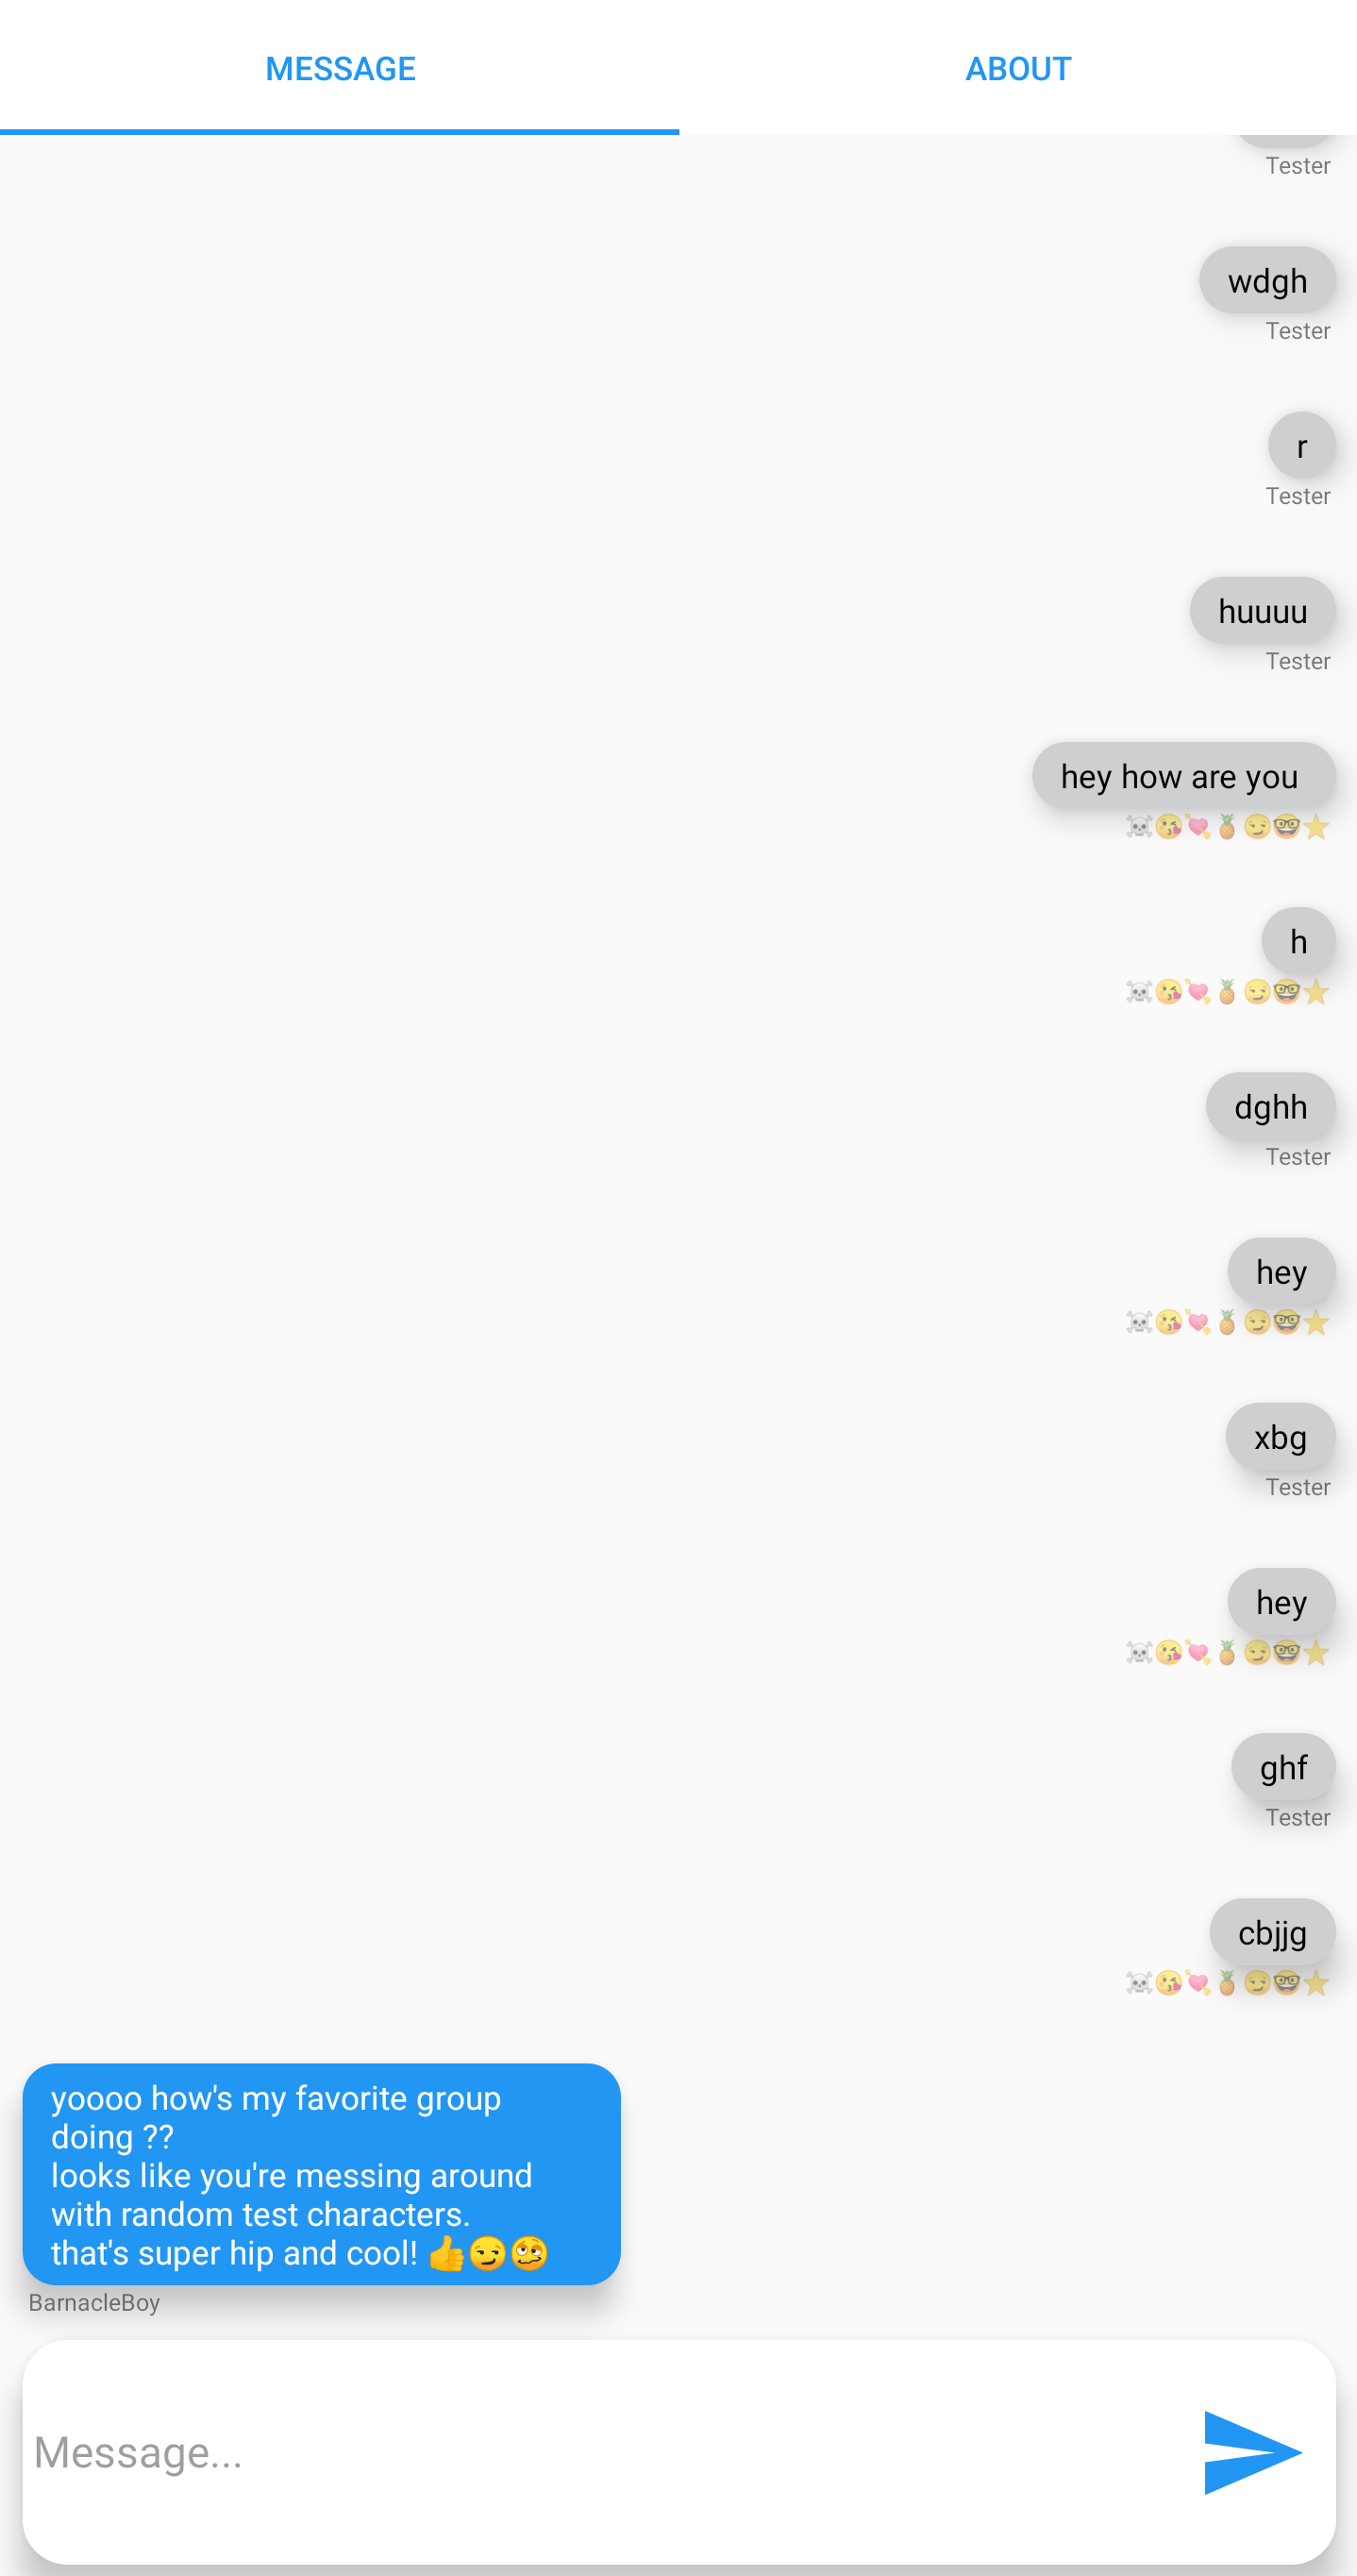 MESSAGE ABOUT
Tester
wdgh
Tester
r
Tester
huuuu
Tester
hey how are you
☠️😘💘🍍😏🤓⭐
h
☠️😘💘🍍😏🤓⭐
dghh
Tester
hey
☠️😘💘🍍😏🤓⭐
xbg
Tester
hey
☠️😘💘🍍😏🤓⭐
ghf
Tester
cbjjg
☠️😘💘🍍😏🤓⭐
yoooo how's my favorite group
doing ??
looks like you're messing around
with random test characters.
that's super hip and cool! 👍😏🥴
BarnacleBoy
Message...